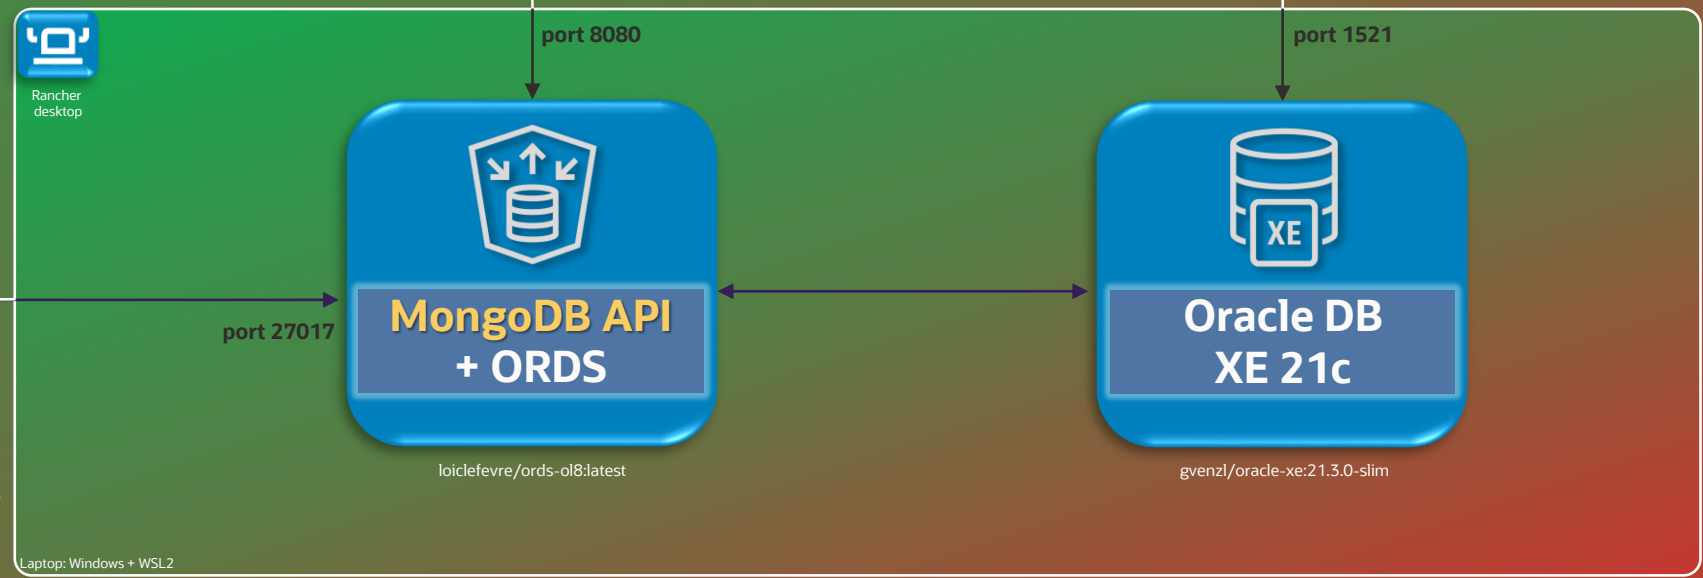 port 8080
port 1521
Rancher
desktop
XE
MongoDB API
+ ORDS
Oracle DB
XE 21c
port 27017
loiclefevre/ords-ol8:latest
gvenzl/oracle-xe:21.3.0-slim
Laptop: Windows + WSL2